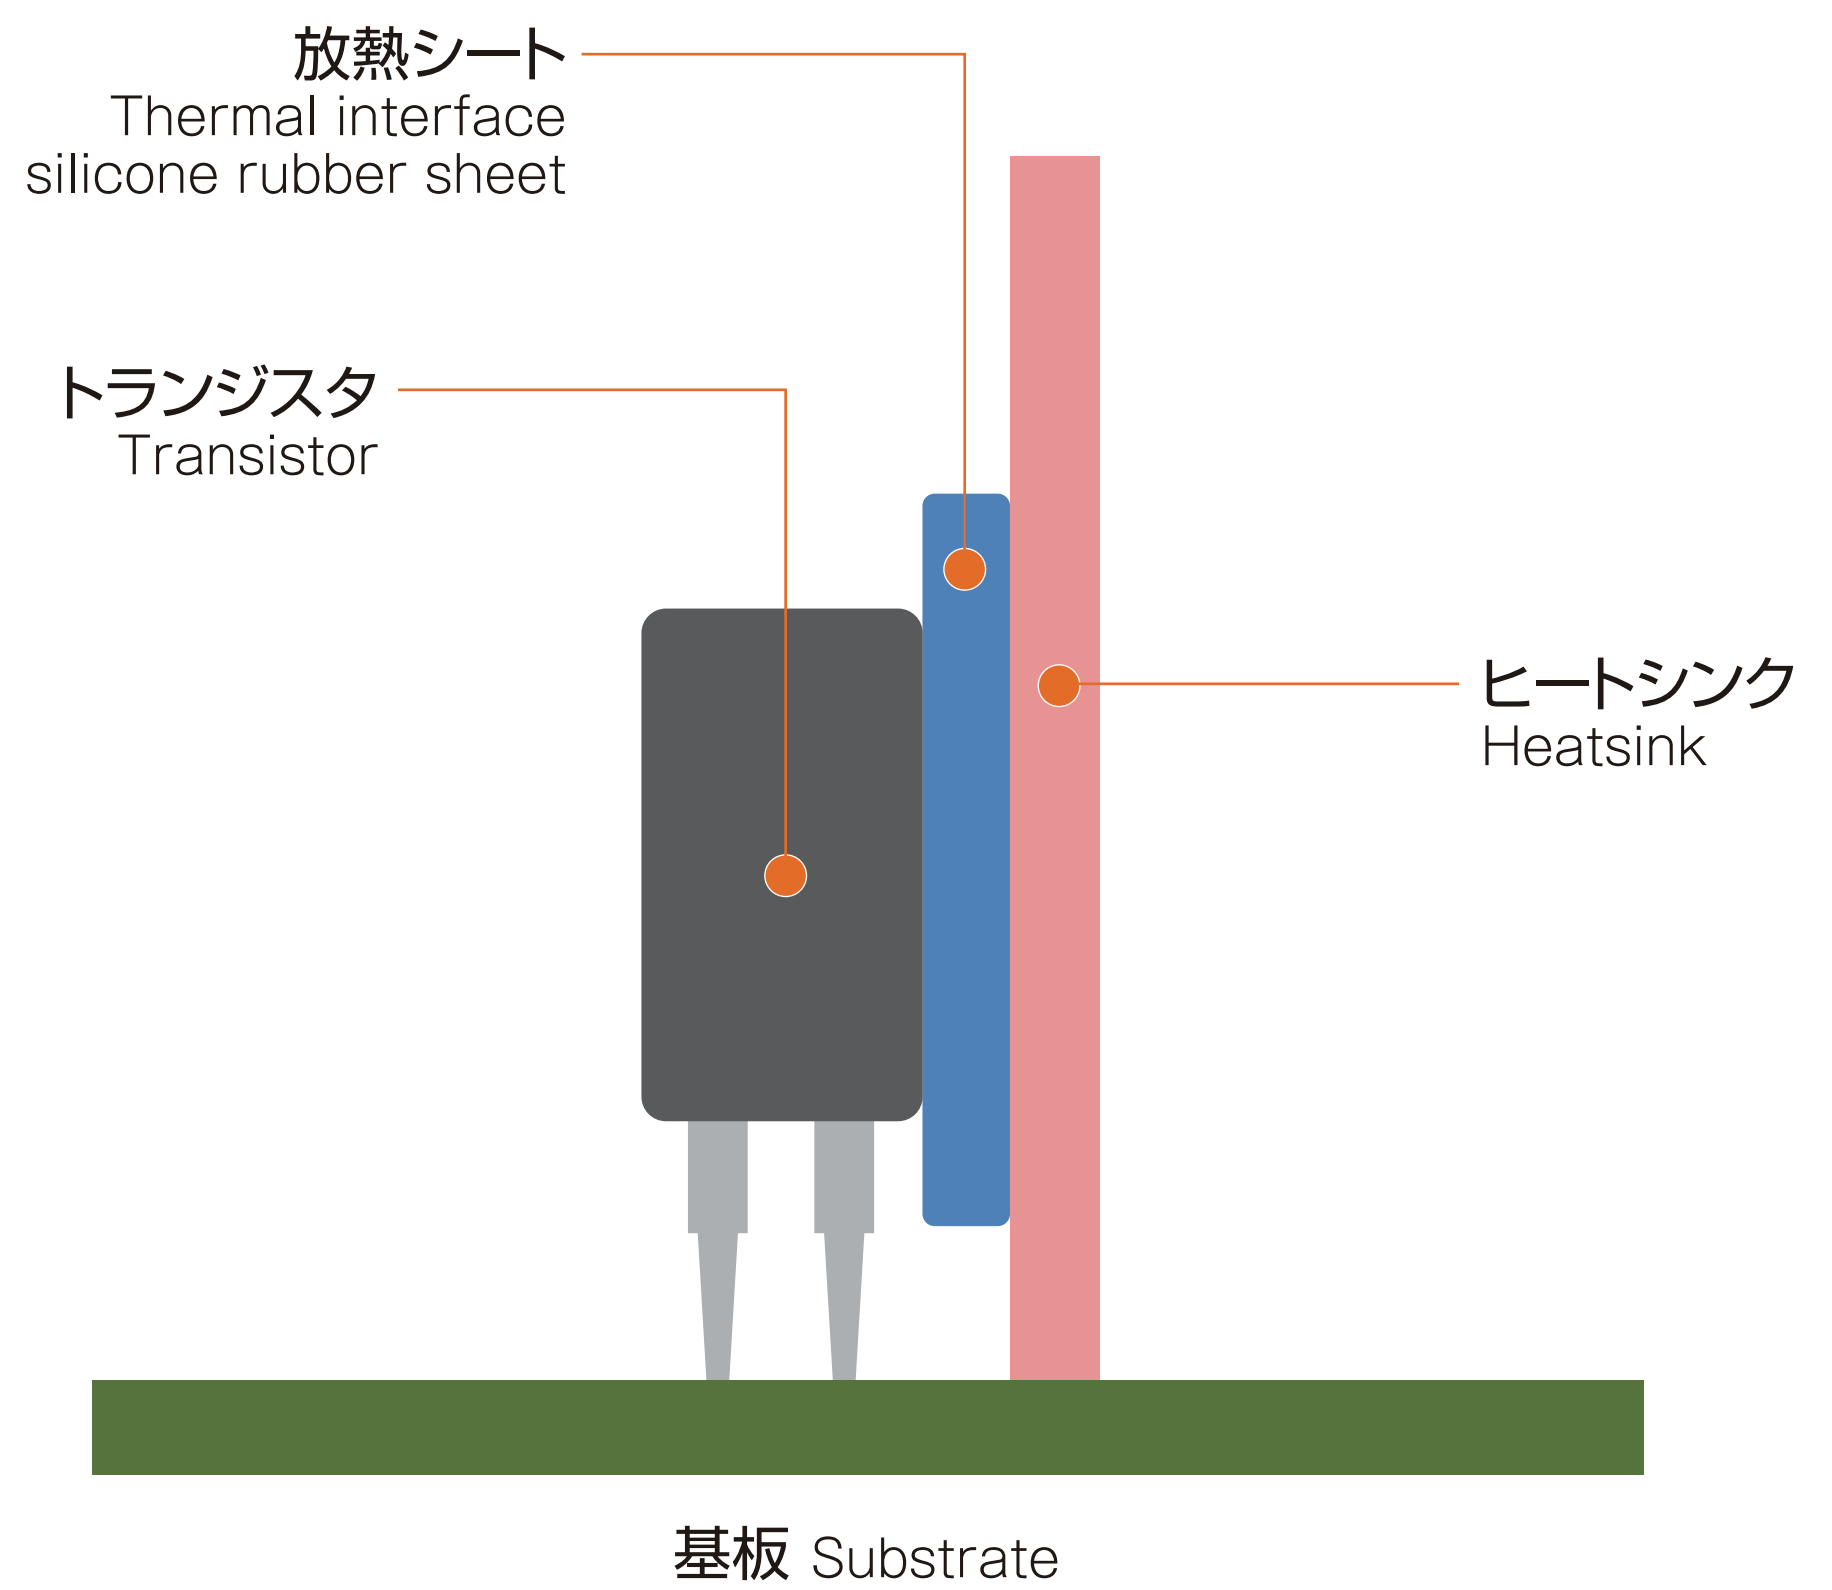 放熱シート
Thermal interface
silicone rubber sheet
トランジスタ
Transistor
ヒートシンク
Heatsink
基板 Substrate